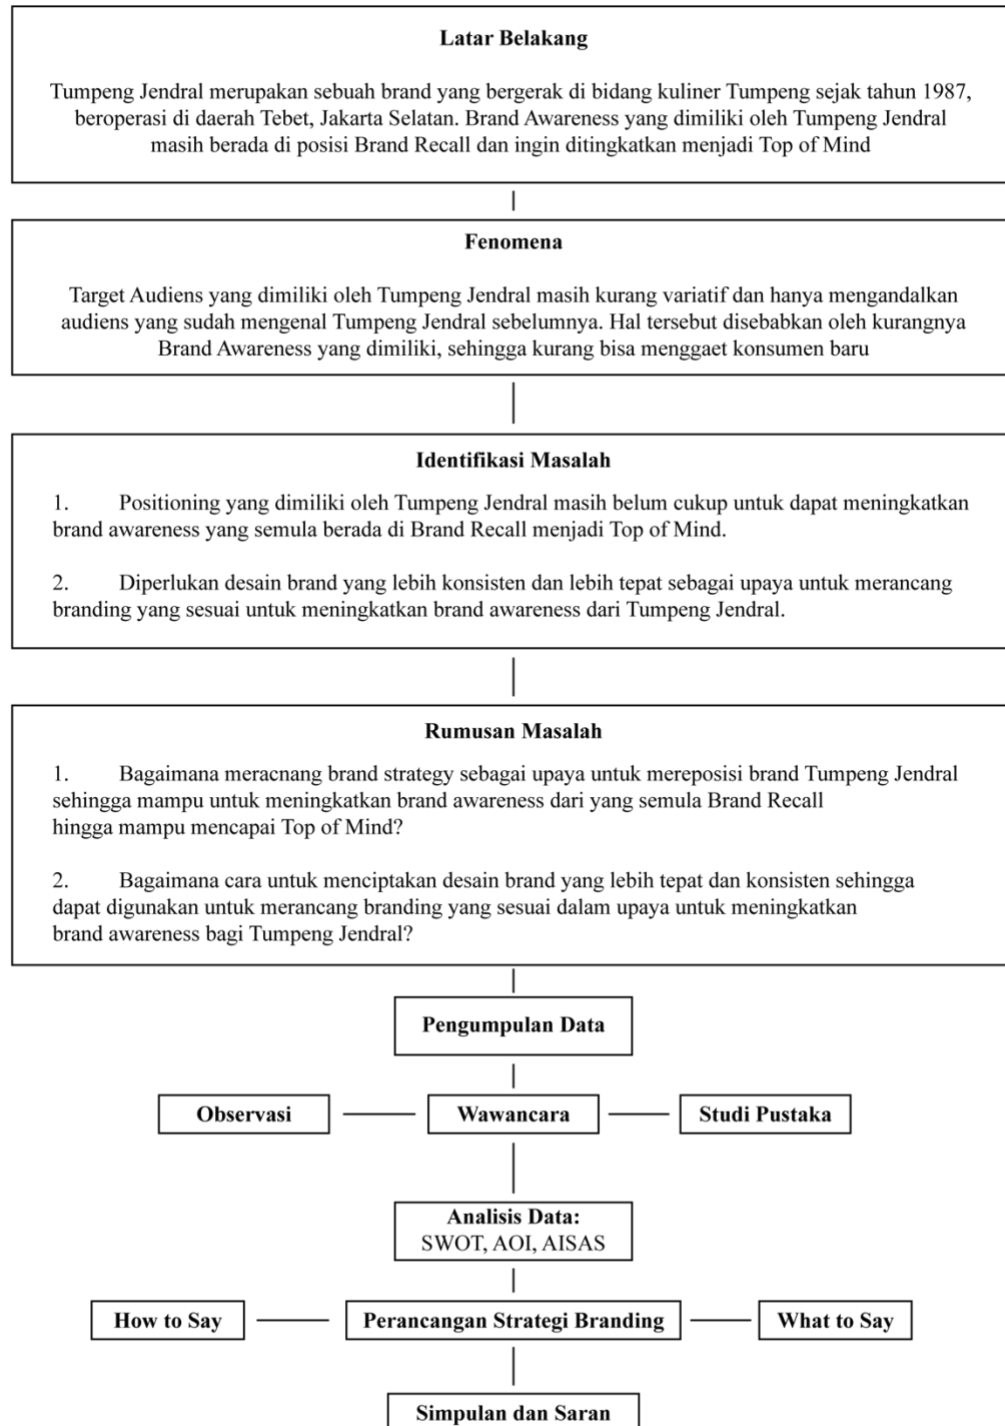 Latar Belakang
Tumpeng Jendral merupakan sebuah brand yang bergerak di bidang kuliner Tumpeng sejak tahun 1987,
beroperasi di daerah Tebet, Jakarta Selatan. Brand Awareness yang dimiliki oleh Tumpeng Jendral
masih berada di posisi Brand Recall dan ingin ditingkatkan menjadi Top of Mind
Fenomena
Target Audiens yang dimiliki oleh Tumpeng Jendral masih kurang variatif dan hanya mengandalkan
audiens yang sudah mengenal Tumpeng Jendral sebelumnya. Hal tersebut disebabkan oleh kurangnya
Brand Awareness yang dimiliki, sehingga kurang bisa menggaet konsumen baru
Identifikasi Masalah
1. Positioning yang dimiliki oleh Tumpeng Jendral masih belum cukup untuk dapat meningkatkan
brand awareness yang semula berada di Brand Recall menjadi Top of Mind.
2. Diperlukan desain brand yang lebih konsisten dan lebih tepat sebagai upaya untuk merancang
branding yang sesuai untuk meningkatkan brand awareness dari Tumpeng Jendral.
Rumusan Masalah
1. Bagaimana meracnang brand strategy sebagai upaya untuk mereposisi brand Tumpeng Jendral
sehingga mampu untuk meningkatkan brand awareness dari yang semula Brand Recall
hingga mampu mencapai Top of Mind?
2. Bagaimana cara untuk menciptakan desain brand yang lebih tepat dan konsisten sehingga
dapat digunakan untuk merancang branding yang sesuai dalam upaya untuk meningkatkan
brand awareness bagi Tumpeng Jendral?
Pengumpulan Data
Observasi
Wawancara
Studi Pustaka
Analisis Data:
SWOT, AOI, AISAS
How to Say
Perancangan Strategi Branding
What to Say
Simpulan dan Saran